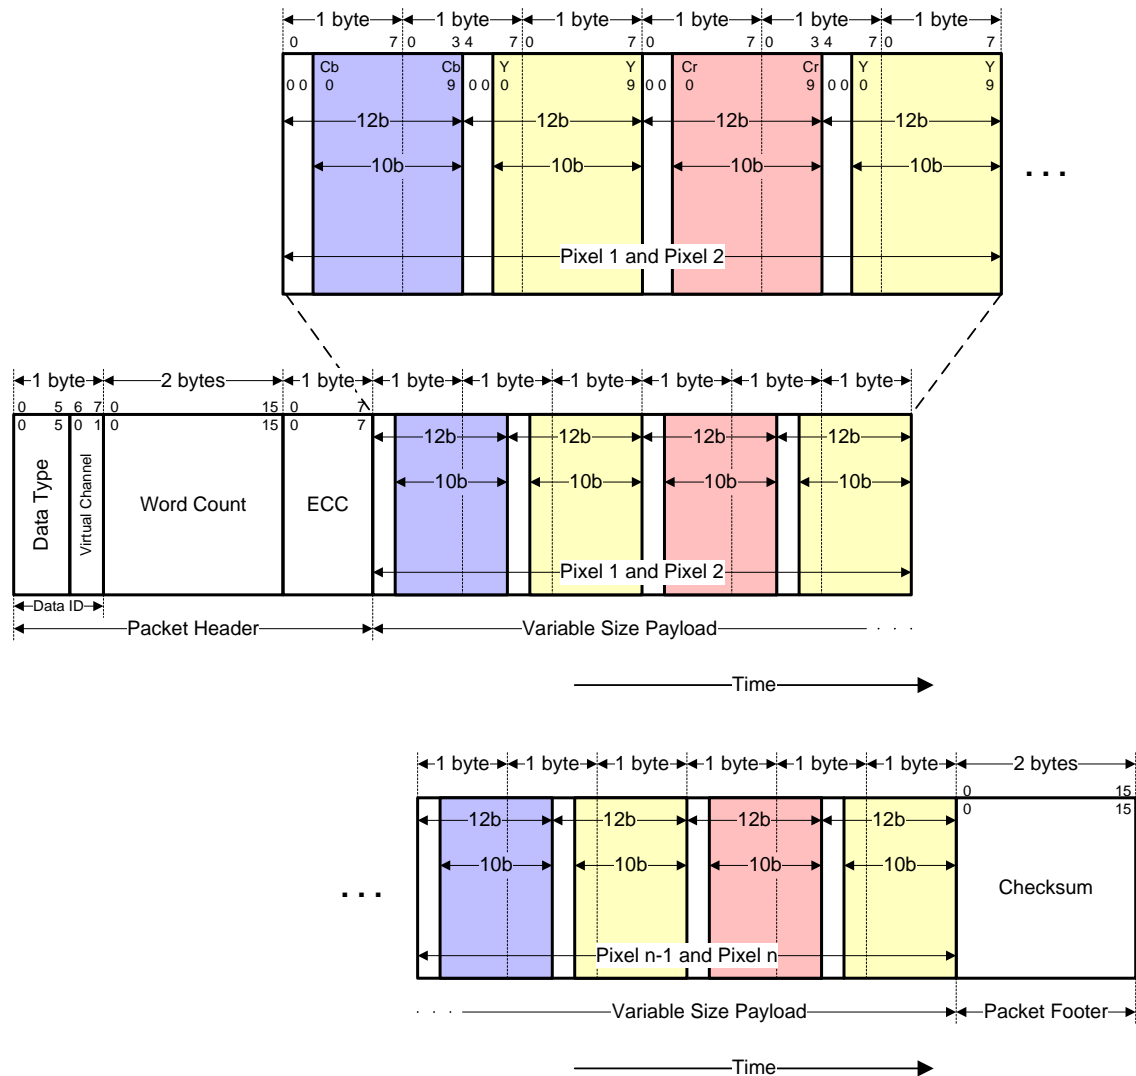 1 byte 1 byte 1 byte 1 byte 1 byte 1 byte
0 7 0 3 4 7 0 7 0 7 0 3 4 7 0 7
Cb Cb Y Y Cr Cr Y Y
0 0 0 9 0 0 0 9 0 0 0 9 0 0 0 9
12b 12b 12b 12b
10b 10b 10b 10b
. . .
Pixel 1 and Pixel 2
1 byte 2 bytes 1 byte 1 byte 1 byte 1 byte 1 byte 1 byte 1 byte
0 5 6 7 0 15 0 7
0 5 0 1 0 15 0 7
12b 12b 12b 12b
10b 10b 10b 10b
Data Type
Virtual Channel
Word Count
ECC
Pixel 1 and Pixel 2
Data ID
Packet Header Variable Size Payload . . .
Time
1 byte 1 byte 1 byte 1 byte 1 byte 1 byte 2 bytes
0 15
0 15
12b 12b 12b 12b
10b 10b 10b 10b
. . .
Checksum
Pixel n-1 and Pixel n
. . . Variable Size Payload Packet Footer
Time